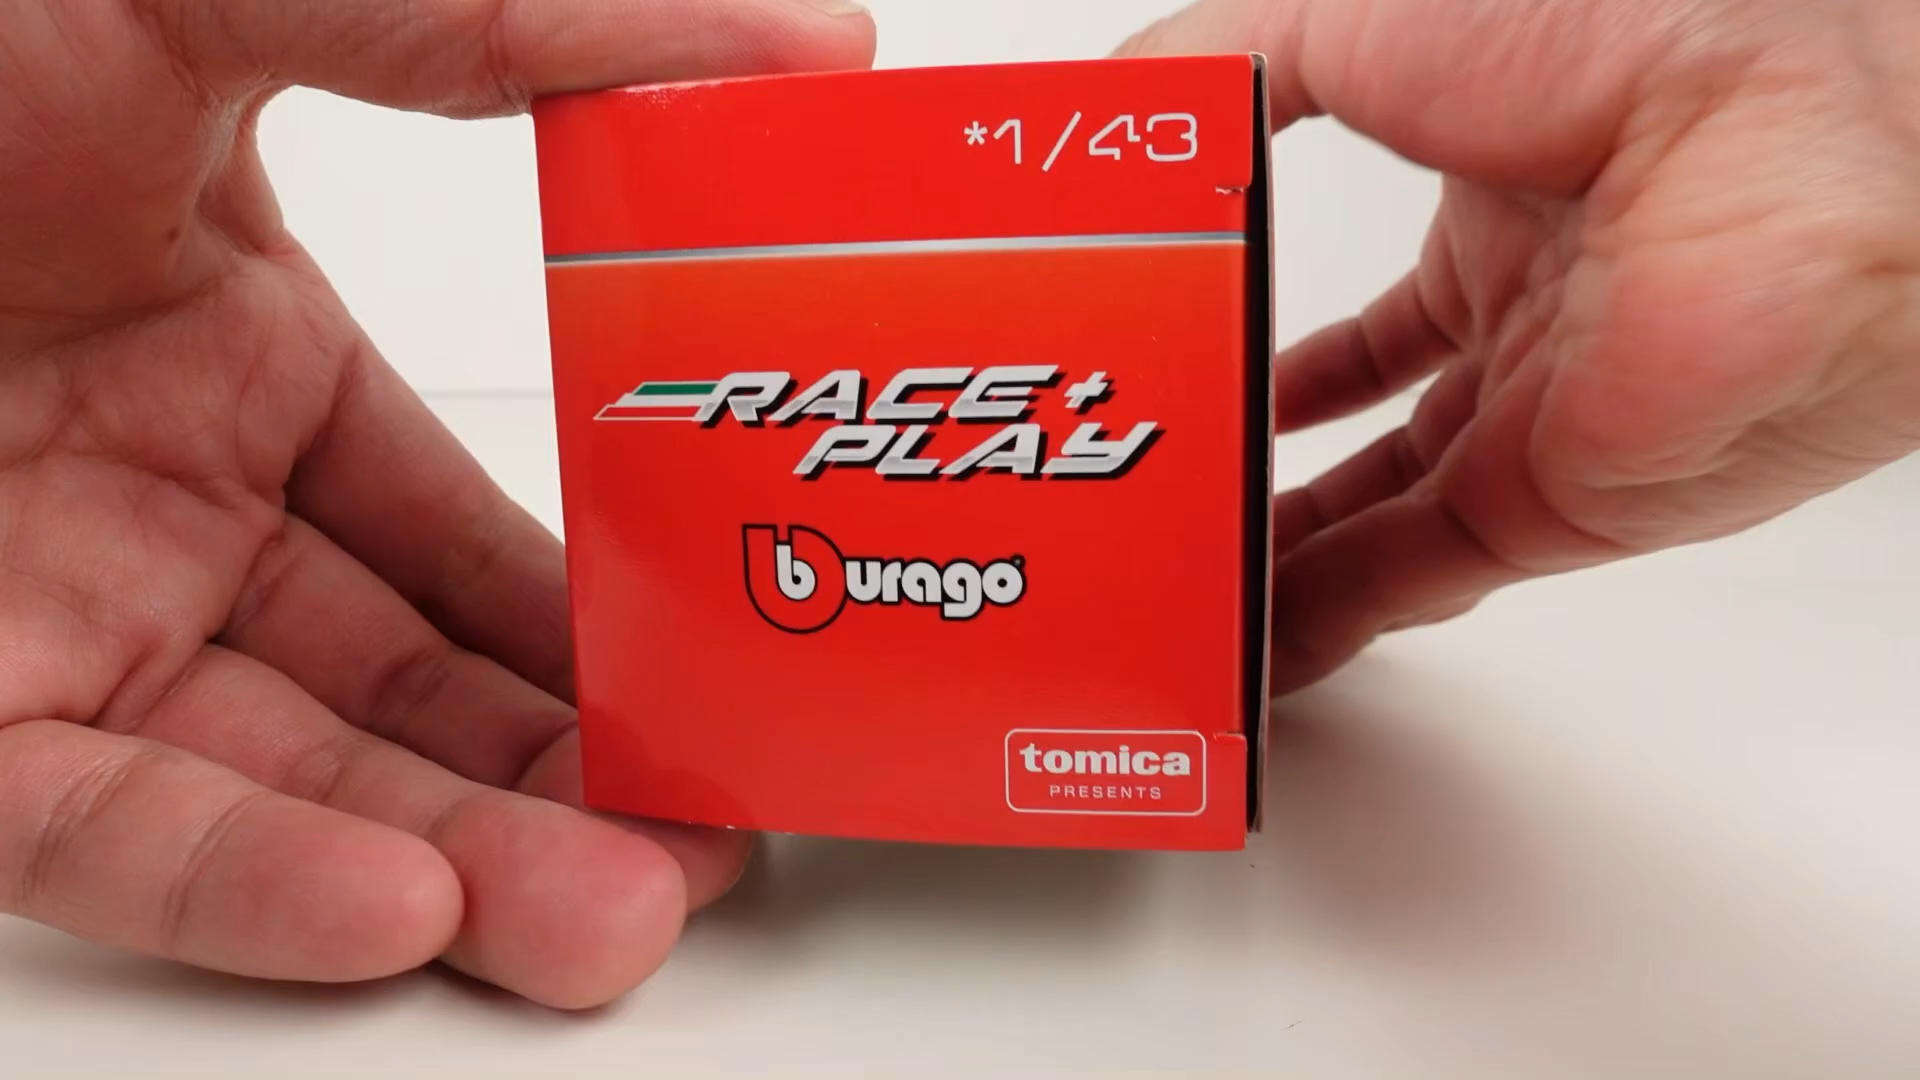 *1/43
RACE+
PLAY
burago
tomica
PRESENTS